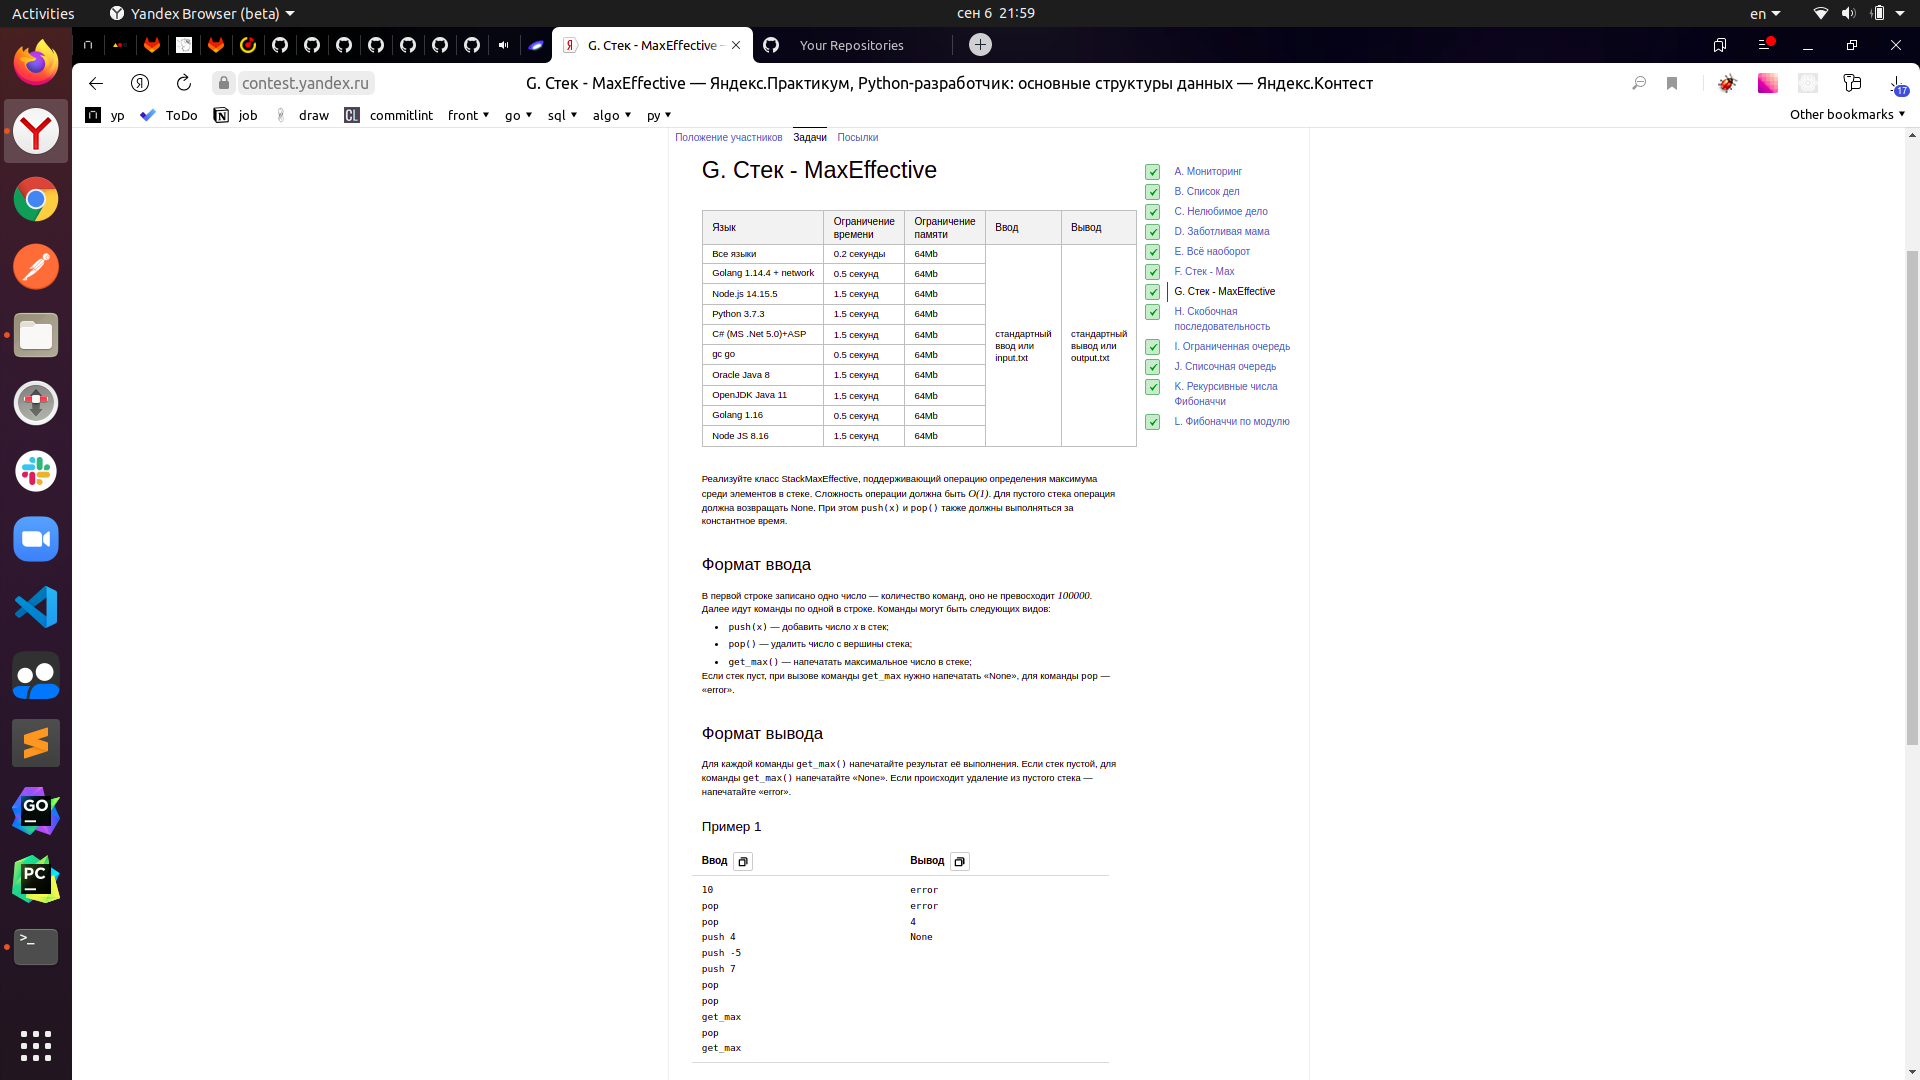 Activities
Yandex Browser (beta)
сен 6 21:59
en
G. Стек - MaxEffective -
Your Repositories
contest.yandex.ru
G. Стек - MaxEffective — Яндекс.Практикум, Python-разработчик: основные структуры данных — Яндекс.Контест
17
yp
ToDo
job
draw
CL
commitlint
front
go
sql
algo
py
Other bookmarks
Положение участников
Задачи
Посылки
G. Стек - MaxEffective
Язык
Ограничение времени
Ограничение памяти
Ввод
Вывод
Все языки 0.2 секунды 64Mb
Golang 1.14.4 + network 0.5 секунд 64Mb
Node.js 14.15.5 1.5 секунд 64Mb
Python 3.7.3 1.5 секунд 64Mb
C# (MS .Net 5.0)+ASP 1.5 секунд 64Mb
gc go 0.5 секунд 64Mb
Oracle Java 8 1.5 секунд 64Mb
OpenJDK Java 11 1.5 секунд 64Mb
Golang 1.16 0.5 секунд 64Mb
Node JS 8.16 1.5 секунд 64Mb
стандартный
ввод или
input.txt
стандартный
вывод или
output.txt
A. Мониторинг
B. Список дел
C. Нелюбимое дело
D. Заботливая мама
E. Всё наоборот
F. Стек - Max
G. Стек - MaxEffective
H. Скобочная
последовательность
I. Ограниченная очередь
J. Списочная очередь
K. Рекурсивные числа
Фибоначчи
L. Фибоначчи по модулю
Реализуйте класс StackMaxEffective, поддерживающий операцию определения максимума
среди элементов в стеке. Сложность операции должна быть O(1). Для пустого стека операция
должна возвращать None. При этом push(x) и pop() также должны выполняться за
константное время.
Формат ввода
В первой строке записано одно число — количество команд, оно не превосходит 100000.
Далее идут команды по одной в строке. Команды могут быть следующих видов:
• push(x) — добавить число x в стек;
• pop() — удалить число с вершины стека;
• get_max() — напечатать максимальное число в стеке;
Если стек пуст, при вызове команды get_max нужно напечатать «None», для команды pop —
«error».
Формат вывода
Для каждой команды get_max() напечатайте результат её выполнения. Если стек пустой, для
команды get_max() напечатайте «None». Если происходит удаление из пустого стека —
напечатайте «error».
Пример 1
Ввод
Вывод
10
pop
pop
push 4
push -5
push 7
pop
pop
get_max
pop
get_max
error
error
4
None
GO
PC
>_